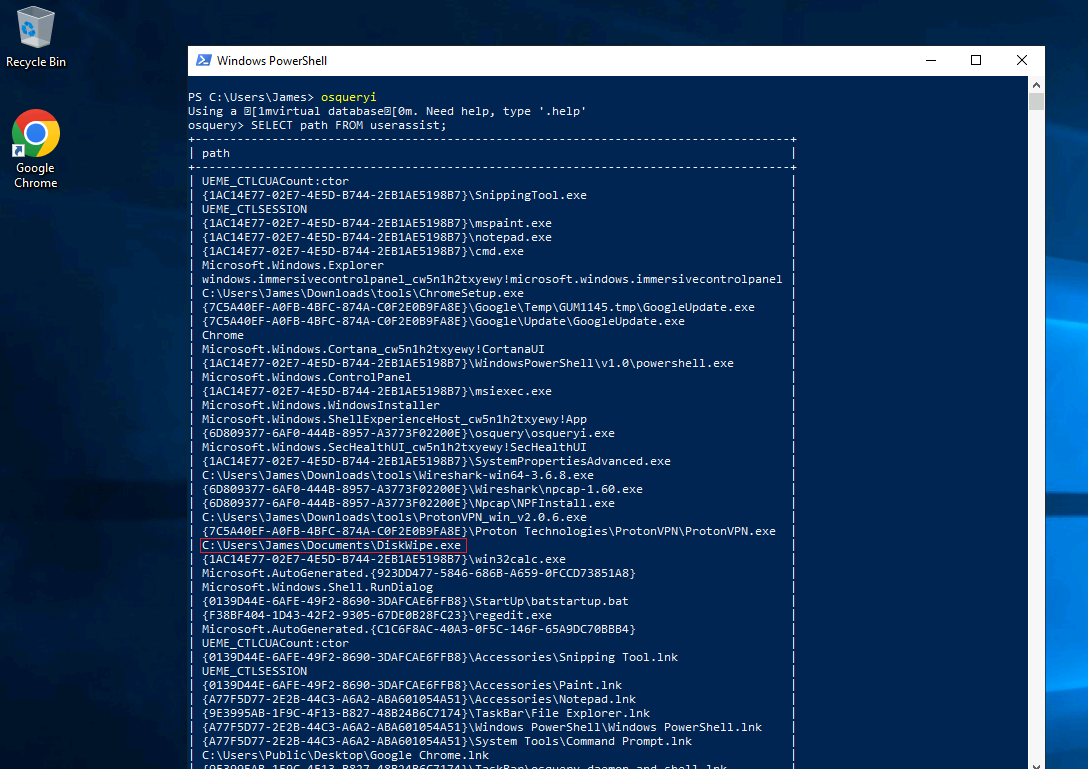 Recycle Bin
Google
Chrome
Windows PowerShell
PS C:\Users\James> osqueryi
Using a [1mvirtual database[0m. Need help, type '.help'
osquery> SELECT path FROM userassist;
+-------------------------------------------------------------------------------------+
| path |
+-------------------------------------------------------------------------------------+
| UEME_CTLCUACount:ctor |
| {1AC14E77-02E7-4E5D-B744-2EB1AE5198B7}\SnippingTool.exe |
| UEME_CTLSESSION |
| {1AC14E77-02E7-4E5D-B744-2EB1AE5198B7}\mspaint.exe |
| {1AC14E77-02E7-4E5D-B744-2EB1AE5198B7}\notepad.exe |
| {1AC14E77-02E7-4E5D-B744-2EB1AE5198B7}\cmd.exe |
| Microsoft.Windows.Explorer |
| windows.immersivecontrolpanel_cw5n1h2txyewy!microsoft.windows.immersivecontrolpanel |
| C:\Users\James\Downloads\tools\ChromeSetup.exe |
| {7C5A40EF-A0FB-4BFC-874A-C0F2E0B9FA8E}\Google\Temp\GUM1145.tmp\GoogleUpdate.exe |
| {7C5A40EF-A0FB-4BFC-874A-C0F2E0B9FA8E}\Google\Update\GoogleUpdate.exe |
| Chrome |
| Microsoft.Windows.Cortana_cw5n1h2txyewy!CortanaUI |
| {1AC14E77-02E7-4E5D-B744-2EB1AE5198B7}\WindowsPowerShell\v1.0\powershell.exe |
| Microsoft.Windows.ControlPanel |
| {1AC14E77-02E7-4E5D-B744-2EB1AE5198B7}\msiexec.exe |
| Microsoft.Windows.WindowsInstaller |
| Microsoft.Windows.ShellExperienceHost_cw5n1h2txyewy!App |
| {6D809377-6AF0-444B-8957-A3773F02200E}\osquery\osqueryi.exe |
| Microsoft.Windows.SecHealthUI_cw5n1h2txyewy!SecHealthUI |
| {1AC14E77-02E7-4E5D-B744-2EB1AE5198B7}\SystemPropertiesAdvanced.exe |
| C:\Users\James\Downloads\tools\Wireshark-win64-3.6.8.exe |
| {6D809377-6AF0-444B-8957-A3773F02200E}\Wireshark\npcap-1.60.exe |
| {6D809377-6AF0-444B-8957-A3773F02200E}\Npcap\NPFInstall.exe |
| C:\Users\James\Downloads\tools\ProtonVPN_win_v2.0.6.exe |
| {7C5A40EF-A0FB-4BFC-874A-C0F2E0B9FA8E}\Proton Technologies\ProtonVPN\ProtonVPN.exe |
| C:\Users\James\Documents\DiskWipe.exe |
| {1AC14E77-02E7-4E5D-B744-2EB1AE5198B7}\win32calc.exe |
| Microsoft.AutoGenerated.{923DD477-5846-686B-A659-0FCCD73851A8} |
| Microsoft.Windows.Shell.RunDialog |
| {0139D44E-6AFE-49F2-8690-3DAFCAE6FFB8}\StartUp\batstartup.bat |
| {F38BF404-1D43-42F2-9305-67DE0B28FC23}\regedit.exe |
| Microsoft.AutoGenerated.{C1C6F8AC-40A3-0F5C-146F-65A9DC70BBB4} |
| UEME_CTLCUACount:ctor |
| {0139D44E-6AFE-49F2-8690-3DAFCAE6FFB8}\Accessories\Snipping Tool.lnk |
| UEME_CTLSESSION |
| {0139D44E-6AFE-49F2-8690-3DAFCAE6FFB8}\Accessories\Paint.lnk |
| {A77F5D77-2E2B-44C3-A6A2-ABA601054A51}\Accessories\Notepad.lnk |
| {9E3995AB-1F9C-4F13-B827-48B24B6C7174}\TaskBar\File Explorer.lnk |
| {A77F5D77-2E2B-44C3-A6A2-ABA601054A51}\Windows PowerShell\Windows PowerShell.lnk |
| {A77F5D77-2E2B-44C3-A6A2-ABA601054A51}\System Tools\Command Prompt.lnk |
| C:\Users\Public\Desktop\Google Chrome.lnk |
| {9E3995AB-1F9C-4F13-B827-48B24B6C7174}\TaskBar\osquery daemon and shell.lnk |